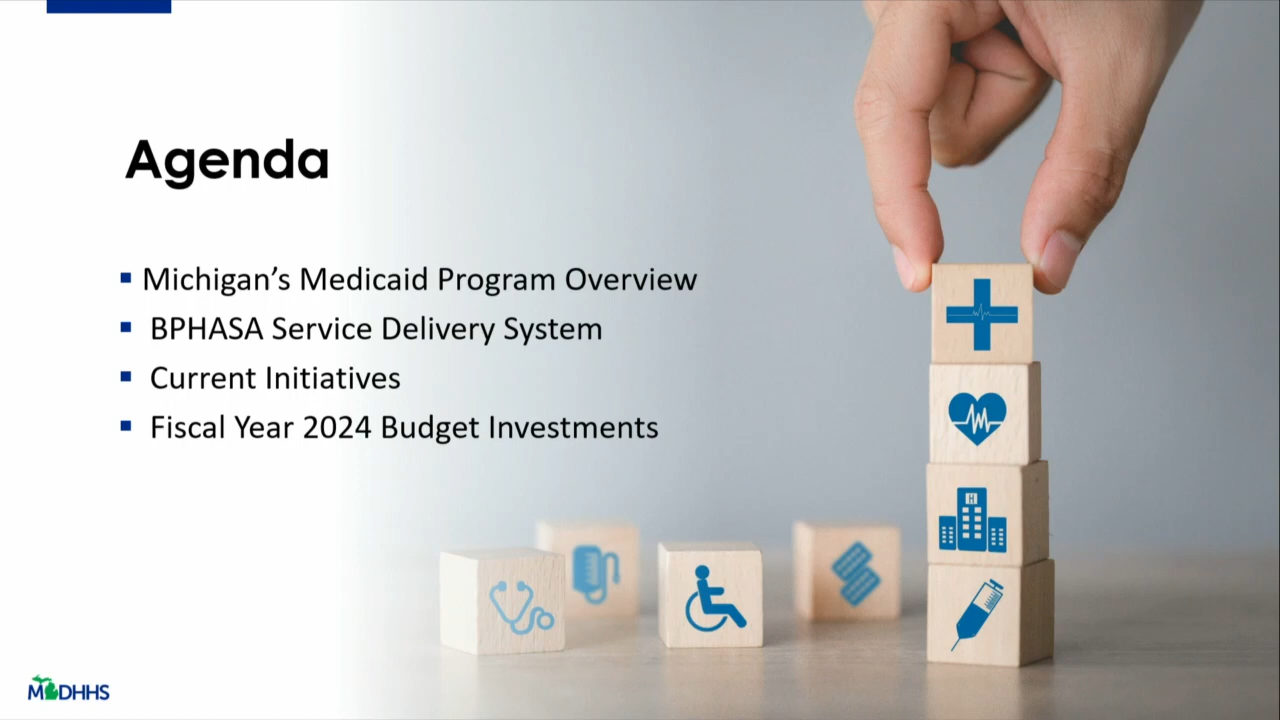 Agenda
▪ Michigan's Medicaid Program Overview
▪ BPHASA Service Delivery System
▪ Current Initiatives
▪ Fiscal Year 2024 Budget Investments
H
MDHHS